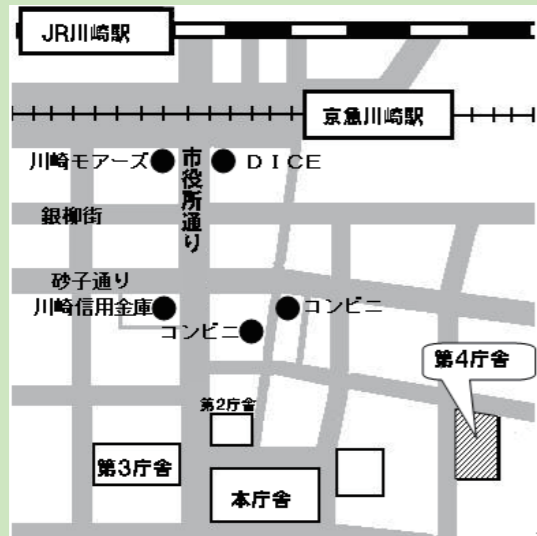 JR川崎駅
京急川崎駅
川崎モアーズ
ＤＩＣＥ
市役所通り
銀柳街
砂子通り
川崎信用金庫
コンビニ
コンビニ
第4庁舎
第2庁舎
第3庁舎
本庁舎